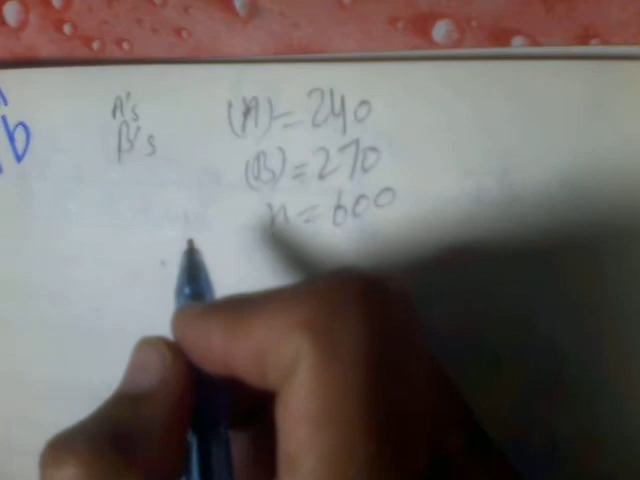 b
A's (A) = 240
B's (B) = 270
n = 600